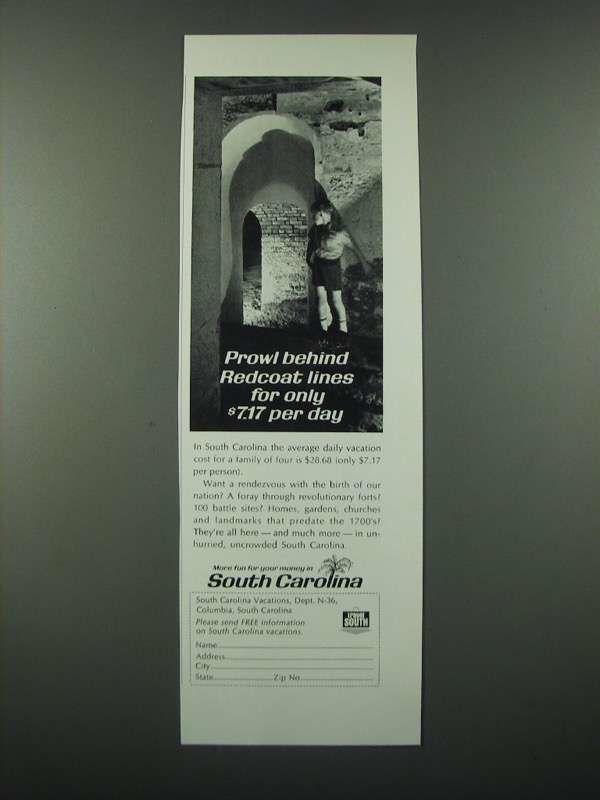 Prowl behind
Redcoat lines
for only
$7.17 per day
In South Carolina the average daily vacation
cost for a family of four is $28.68 (only $7.17
per person).
Want a rendezvous with the birth of our
nation? A foray through revolutionary forts?
100 battle sites? Homes, gardens, churches
and landmarks that predate the 1700's?
They're all here — and much more — in un-
hurried, uncrowded South Carolina.
More fun for your money in
South Carolina
South Carolina Vacations, Dept. N-36,
Columbia, South Carolina
Please send FREE information
on South Carolina vacations.
TRAVEL
SOUTH
Name
Address
City
State Zip No.